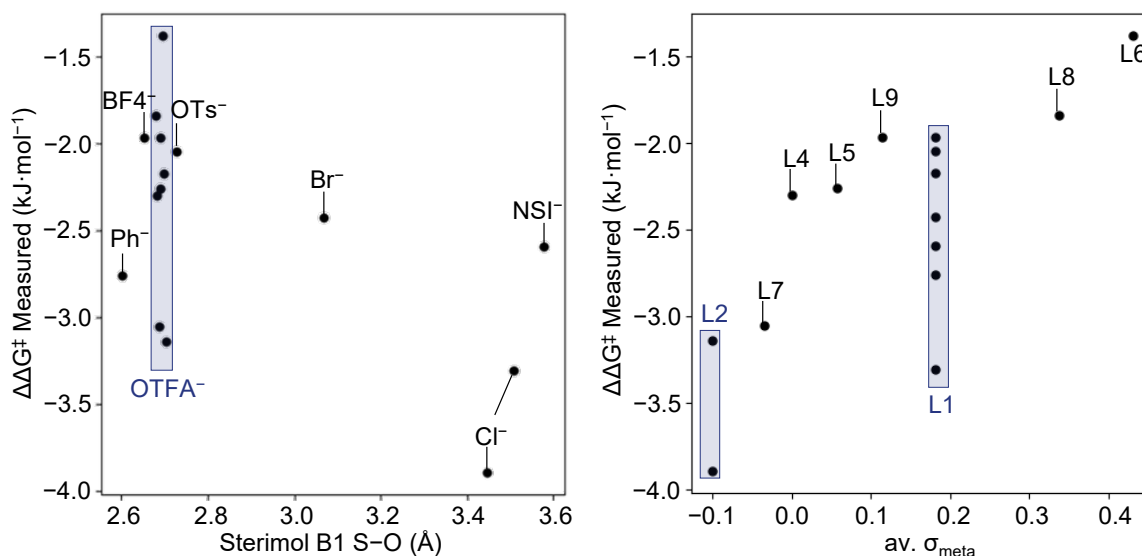 −1.5
−2.0
−2.5
−3.0
−3.5
−4.0
ΔΔG‡ Measured (kJ·mol⁻¹)
BF4⁻
OTs⁻
Ph⁻
Br⁻
NSI⁻
OTFA⁻
Cl⁻
2.6 2.8 3.0 3.2 3.4 3.6
Sterimol B1 S−O (Å)
−1.5
−2.0
−2.5
−3.0
−3.5
−4.0
ΔΔG‡ Measured (kJ·mol⁻¹)
L6
L8
L9
L4 L5
L7
L2
L1
−0.1 0.0 0.1 0.2 0.3 0.4
av. σmeta